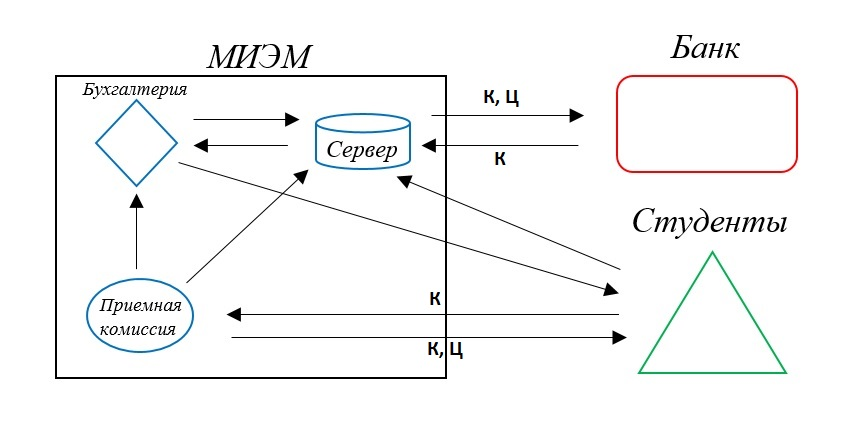 МИЭМ
Банк
Бухгалтерия
К, Ц
Сервер
К
Студенты
К
Приемная
комиссия
К, Ц